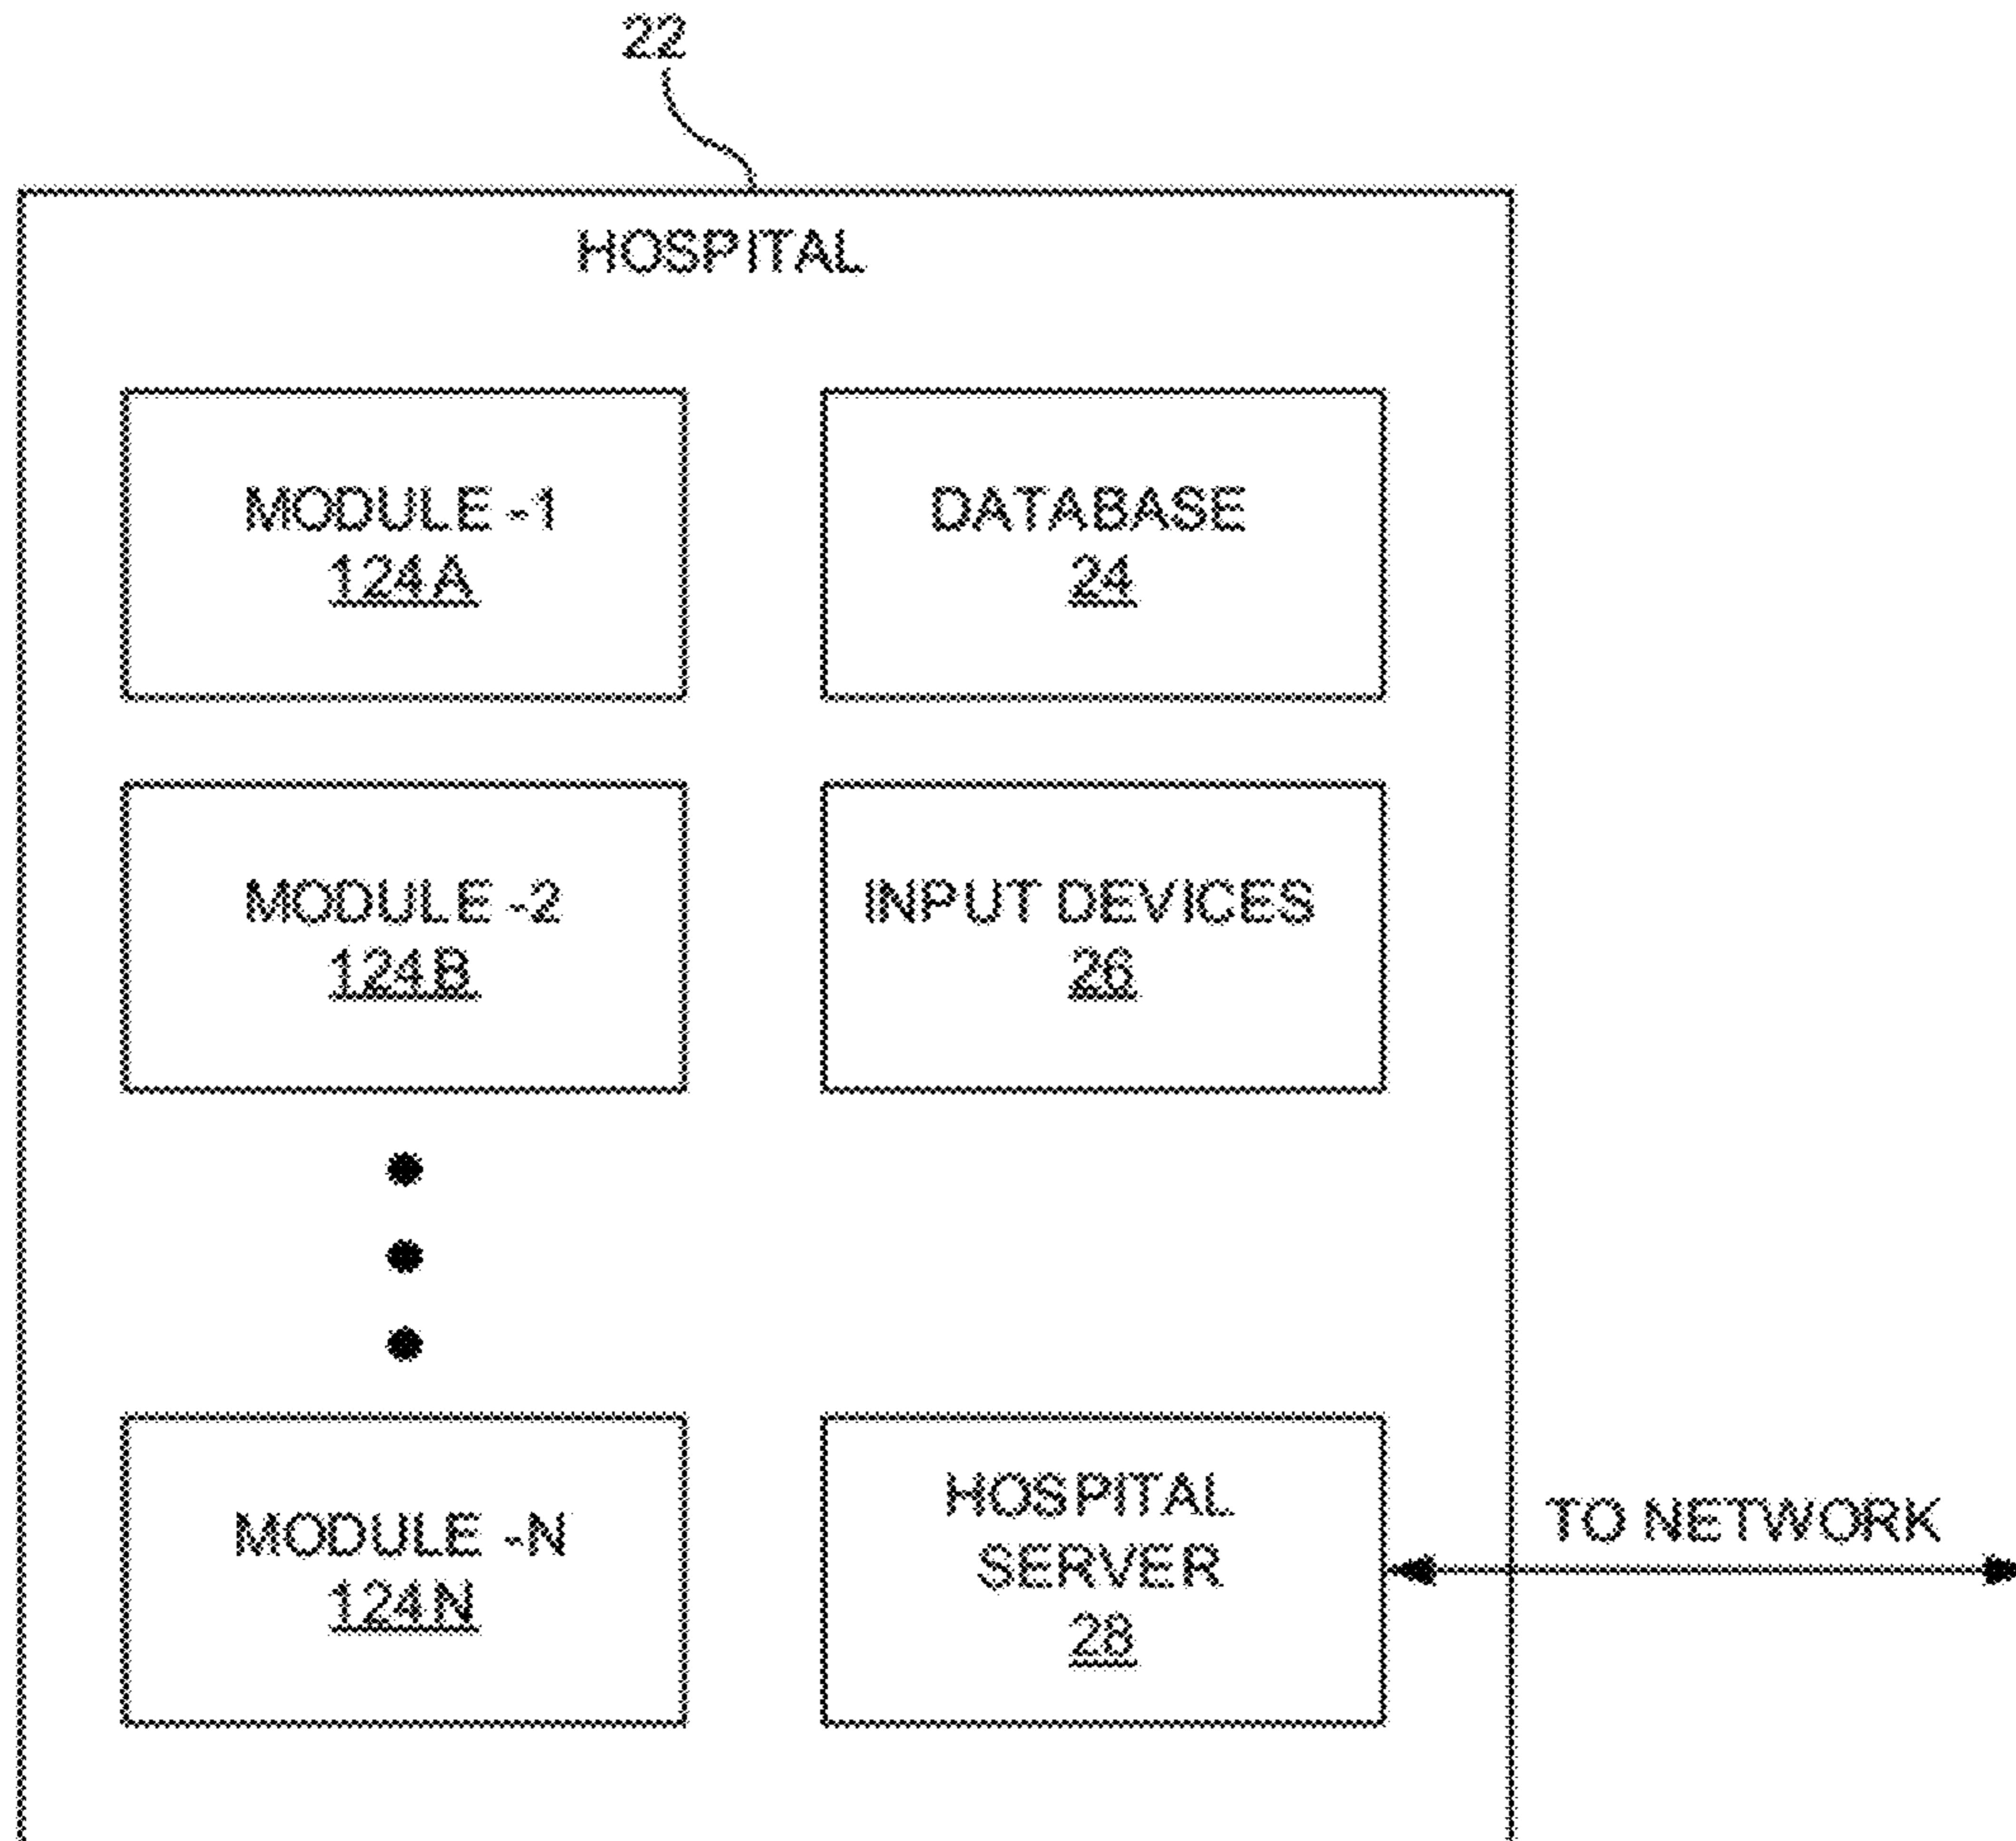 22
HOSPITAL
MODULE -1
124A
DATABASE
24
MODULE -2
124B
INPUT DEVICES
26
MODULE -N
124N
HOSPITAL
SERVER
28
TO NETWORK